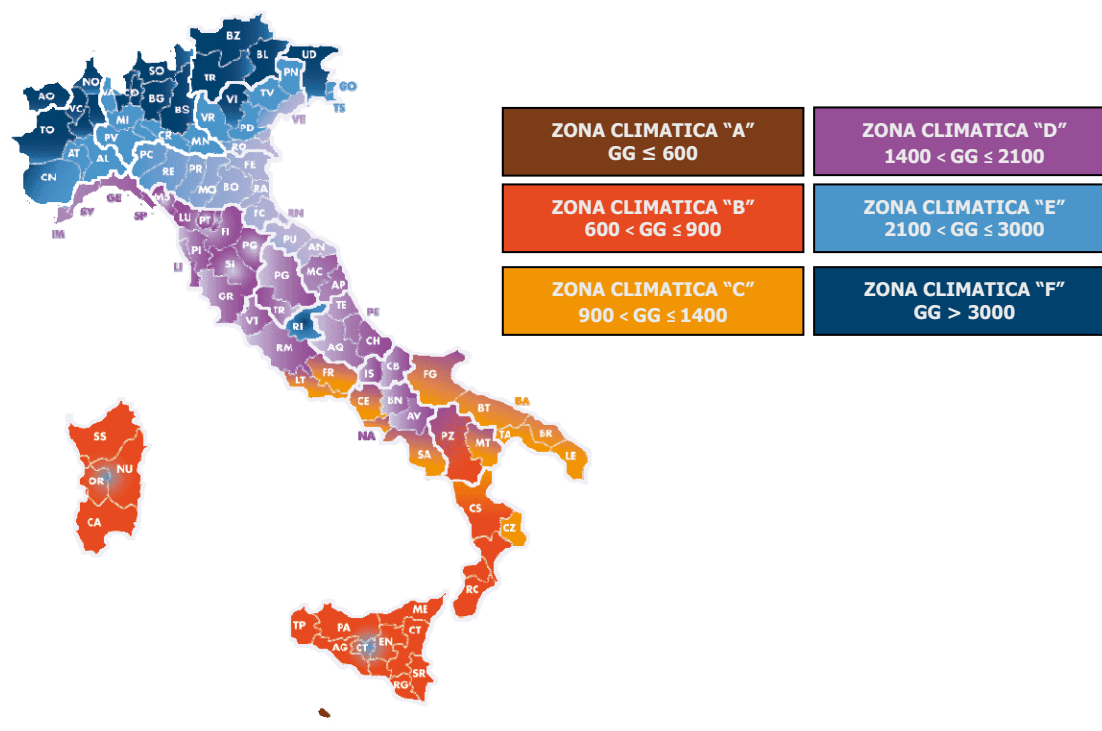 BZ
BL
UD
SO
TR
PN
NO
VA
CO
BG
BS
VI
TV
GO
TS
AO
VC
TO
MI
VR
PD
VE
PV
CR
MN
RO
AT
AL
PC
CN
RE
PR
MO
BO
FE
RA
GE
SA
SP
IM
MS
LU
PT
FI
FC
RN
PU
AN
PI
PG
LI
Si
PG
MC
AP
GR
TR
TE
PE
VT
RI
AQ
CH
RM
LT
FR
IS
CB
FG
CE
BN
AV
NA
SA
PZ
MT
BT
BA
TA
BR
LE
SS
NU
OR
CA
CS
CZ
RC
TP
PA
ME
AG
CT
EN
CT
SR
RG
ZONA CLIMATICA “A”
GG ≤ 600
ZONA CLIMATICA “D”
1400 < GG ≤ 2100
ZONA CLIMATICA “B”
600 < GG ≤ 900
ZONA CLIMATICA “E”
2100 < GG ≤ 3000
ZONA CLIMATICA “C”
900 < GG ≤ 1400
ZONA CLIMATICA “F”
GG > 3000